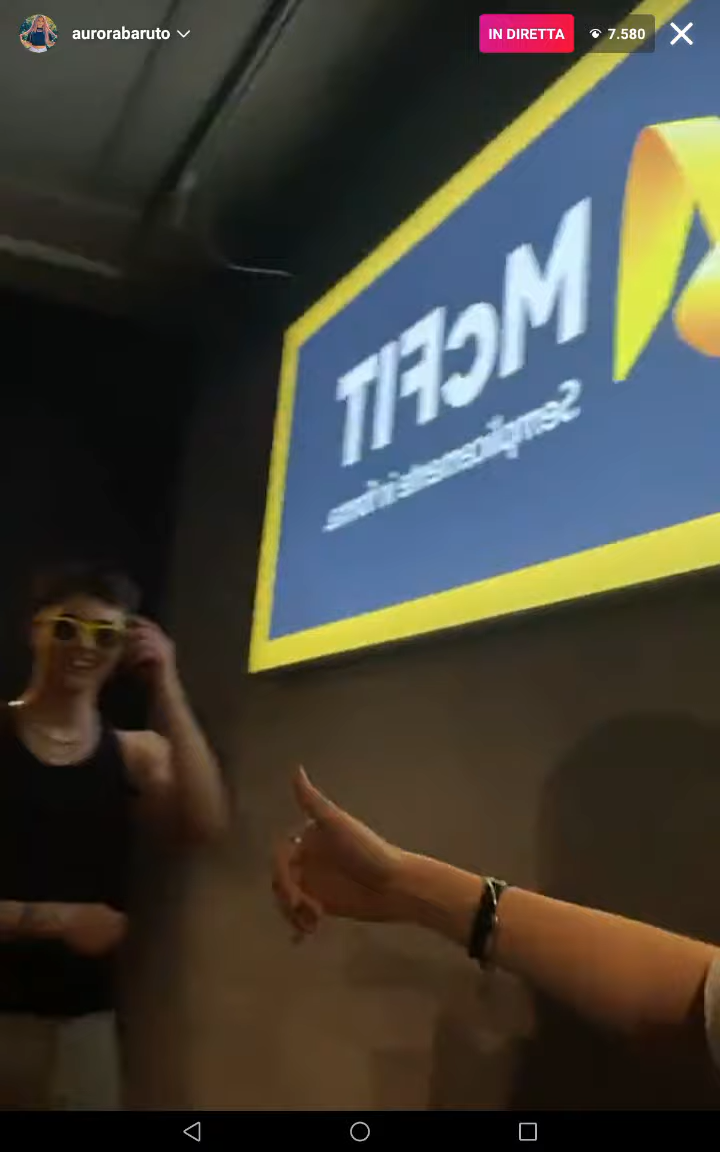 aurorabaruto
IN DIRETTA
7.580
McFIT
Semplicemente in forma.